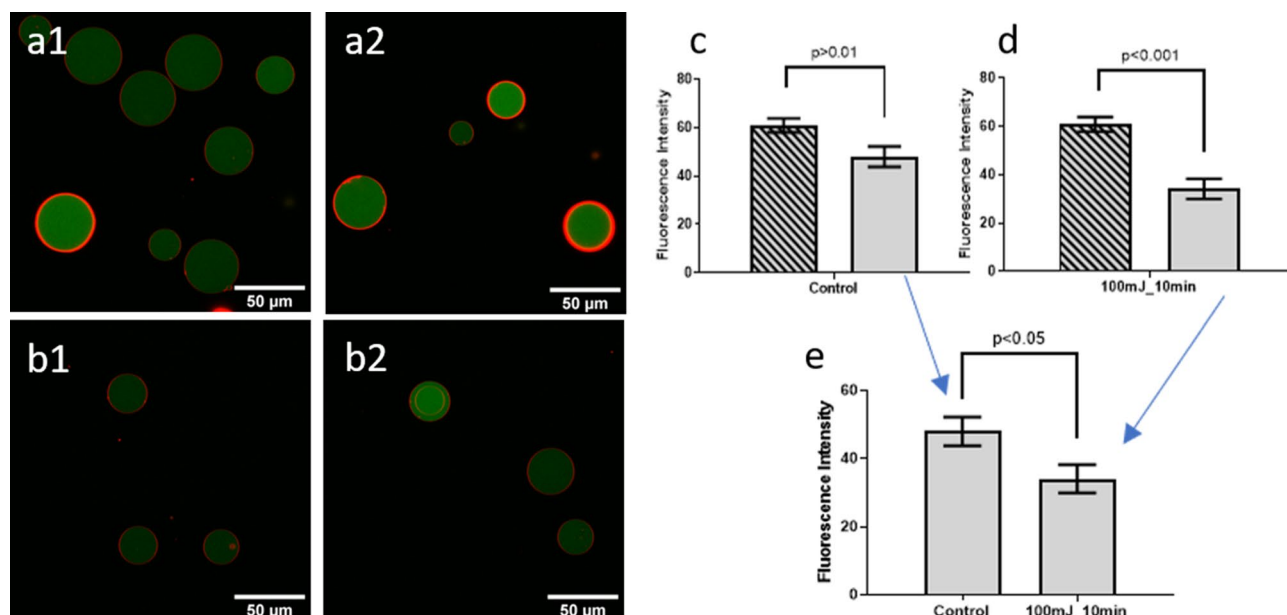 a1
50 µm
a2
50 µm
b1
50 µm
b2
50 µm
c
p>0.01
80
60
40
20
0
Fluorescence Intensity
Control
d
p<0.001
80
60
40
20
0
Fluorescence Intensity
100mJ_10min
e
p<0.05
60
40
20
0
Fluorescence Intensity
Control
100mJ_10min